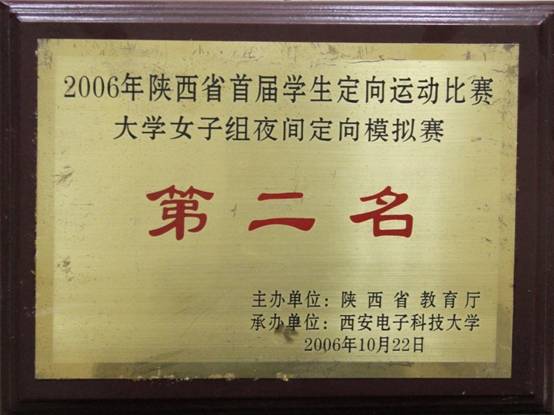 2006年陕西省首届学生定向运动比赛
大学女子组夜间定向模拟赛
第二名
主办单位：陕西省教育厅
承办单位：西安电子科技大学
2006年10月22日